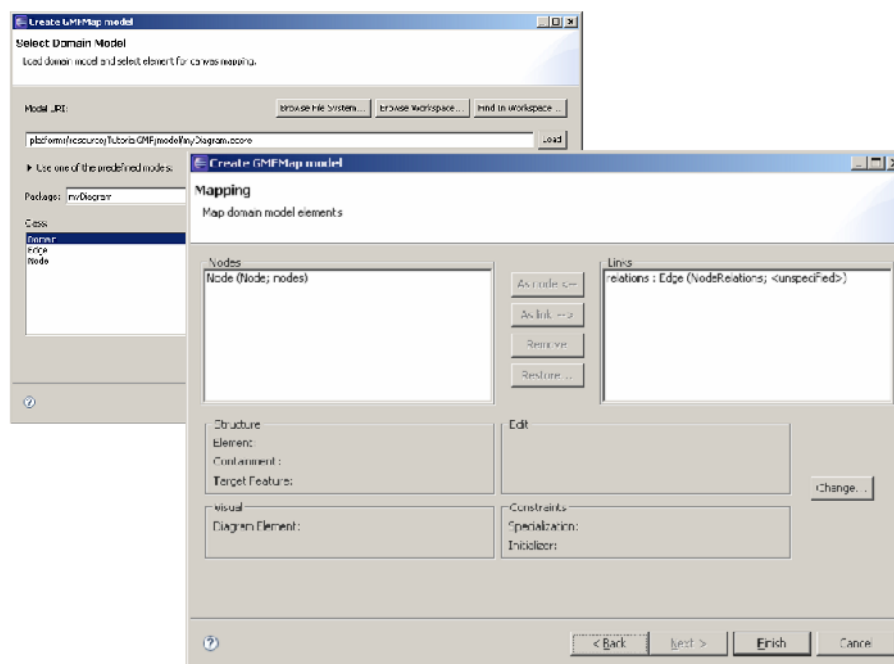 Create GMFMap model
Select Domain Model
Load domain model and select element for canvas mapping.
Model URI:
Browse File System...
Browse Workspace...
Find in Workspace ...
platform:/resource/TutorialGMF/model/myDiagram.ecore
Load
Use one of the predefined models:
Package: myDiagram
Class:
Domain
Edge
Node
Create GMFMap model
Mapping
Map domain model elements
Nodes
Node (Node; nodes)
As node <--
As link -->
Remove
Restore ...
Links
relations : Edge (NodeRelations; <unspecified>)
Structure
Element:
Containment:
Target Feature:
Edit
Change...
Visual
Diagram Element:
Constraints
Specialization:
Initializer:
< Back
Next >
Finish
Cancel